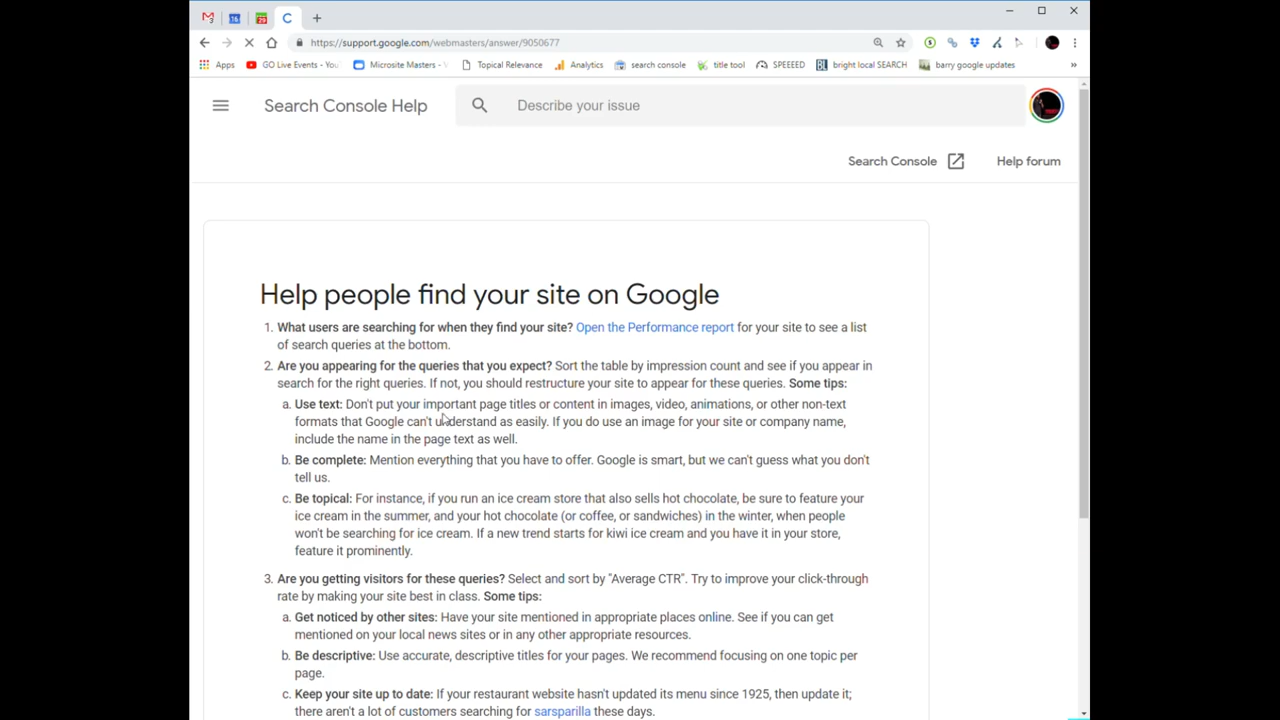 https://support.google.com/webmasters/answer/9050677
Apps GO Live Events - You Microsite Masters - Topical Relevance Analytics search console title tool SPEEEED bright local SEARCH barry google updates »
Search Console Help Describe your issue
Search Console Help forum
Help people find your site on Google
1. What users are searching for when they find your site? Open the Performance report for your site to see a list
of search queries at the bottom.
2. Are you appearing for the queries that you expect? Sort the table by impression count and see if you appear in
search for the right queries. If not, you should restructure your site to appear for these queries. Some tips:
a. Use text: Don't put your important page titles or content in images, video, animations, or other non-text
formats that Google can't understand as easily. If you do use an image for your site or company name,
include the name in the page text as well.
b. Be complete: Mention everything that you have to offer. Google is smart, but we can't guess what you don't
tell us.
c. Be topical: For instance, if you run an ice cream store that also sells hot chocolate, be sure to feature your
ice cream in the summer, and your hot chocolate (or coffee, or sandwiches) in the winter, when people
won't be searching for ice cream. If a new trend starts for kiwi ice cream and you have it in your store,
feature it prominently.
3. Are you getting visitors for these queries? Select and sort by "Average CTR". Try to improve your click-through
rate by making your site best in class. Some tips:
a. Get noticed by other sites: Have your site mentioned in appropriate places online. See if you can get
mentioned on your local news sites or in any other appropriate resources.
b. Be descriptive: Use accurate, descriptive titles for your pages. We recommend focusing on one topic per
page.
c. Keep your site up to date: If your restaurant website hasn't updated its menu since 1925, then update it;
there aren't a lot of customers searching for sarsparilla these days.